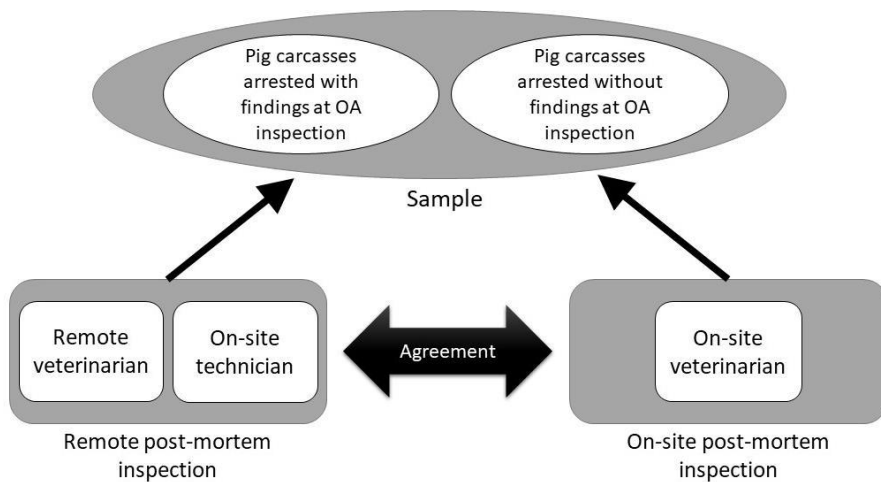 Pig carcasses
arrested with
findings at OA
inspection
Pig carcasses
arrested without
findings at OA
inspection
Sample
Remote
veterinarian
On-site
technician
Agreement
On-site
veterinarian
Remote post-mortem
inspection
On-site post-mortem
inspection